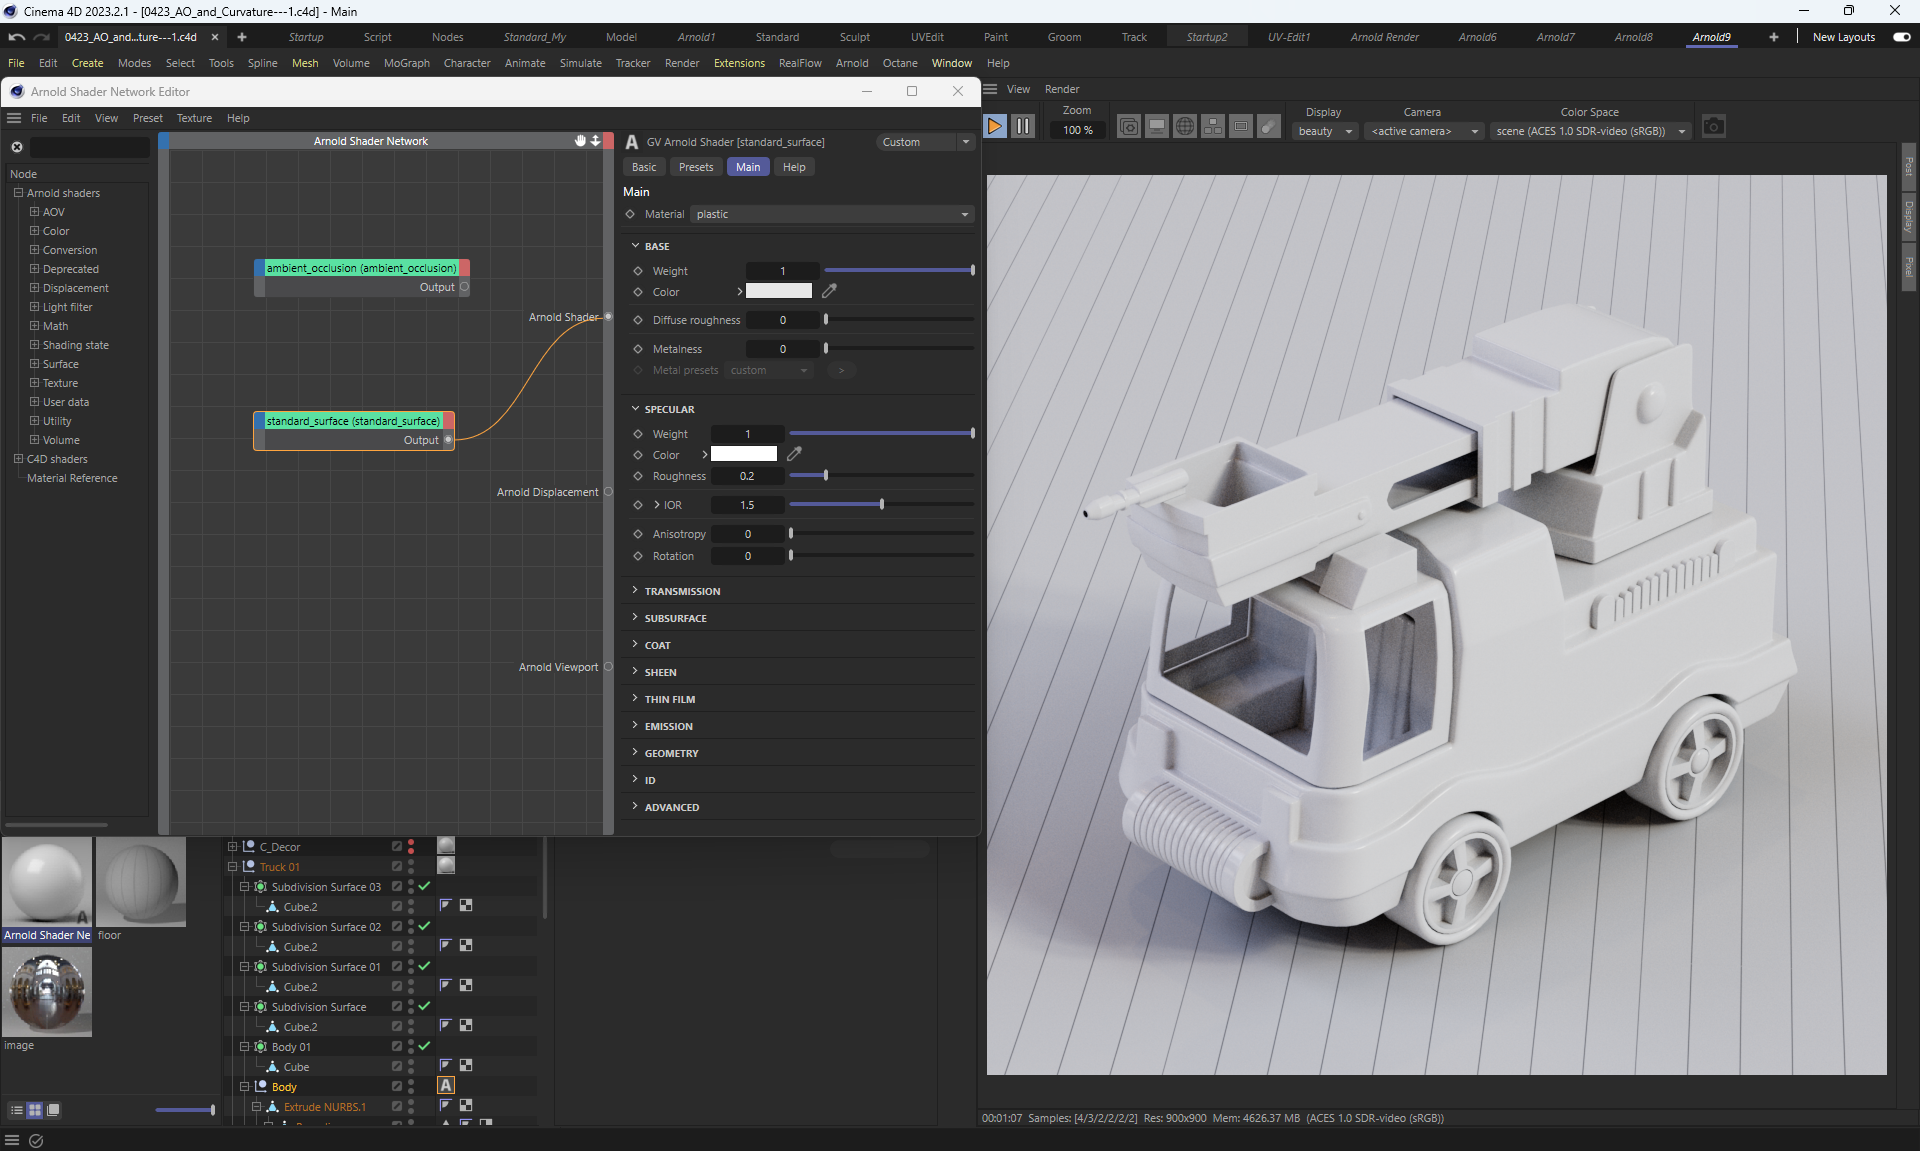 Cinema 4D 2023.2.1 - [0423_AO_and_Curvature---1.c4d] - Main
0423_AO_and...ture---1.c4d
Startup Script Nodes Standard_My Model Arnold1 Standard Sculpt UVEdit Paint Groom Track Startup2 UV-Edit1 Arnold Render Arnold6 Arnold7 Arnold8 Arnold9 New Layouts
File Edit Create Modes Select Tools Spline Mesh Volume MoGraph Character Animate Simulate Tracker Render Extensions RealFlow Arnold Octane Window Help
Arnold Shader Network Editor
File Edit View Preset Texture Help
Node
Arnold shaders
AOV
Color
Conversion
Deprecated
Displacement
Light filter
Math
Shading state
Surface
Texture
User data
Utility
Volume
C4D shaders
Material Reference
Arnold Shader Network
ambient_occlusion (ambient_occlusion)
Output
Arnold Shader
standard_surface (standard_surface)
Output
Arnold Displacement
Arnold Viewport
A GV Arnold Shader [standard_surface] Custom
Basic Presets Main Help
Main
Material plastic
BASE
Weight 1
Color
Diffuse roughness 0
Metalness 0
Metal presets custom >
SPECULAR
Weight 1
Color
Roughness 0.2
IOR 1.5
Anisotropy 0
Rotation 0
TRANSMISSION
SUBSURFACE
COAT
SHEEN
THIN FILM
EMISSION
GEOMETRY
ID
ADVANCED
View Render
Zoom
100 %
Display
beauty
Camera
<active camera>
Color Space
scene (ACES 1.0 SDR-video (sRGB))
Post
Display
Pixel
A
Arnold Shader Ne
floor
image
C_Decor
Truck 01
Subdivision Surface 03
Cube.2
Subdivision Surface 02
Cube.2
Subdivision Surface 01
Cube.2
Subdivision Surface
Cube.2
Body 01
Cube
Body
A
Extrude NURBS.1
00:01:07 Samples: [4/3/2/2/2/2] Res: 900x900 Mem: 4626.37 MB (ACES 1.0 SDR-video (sRGB))